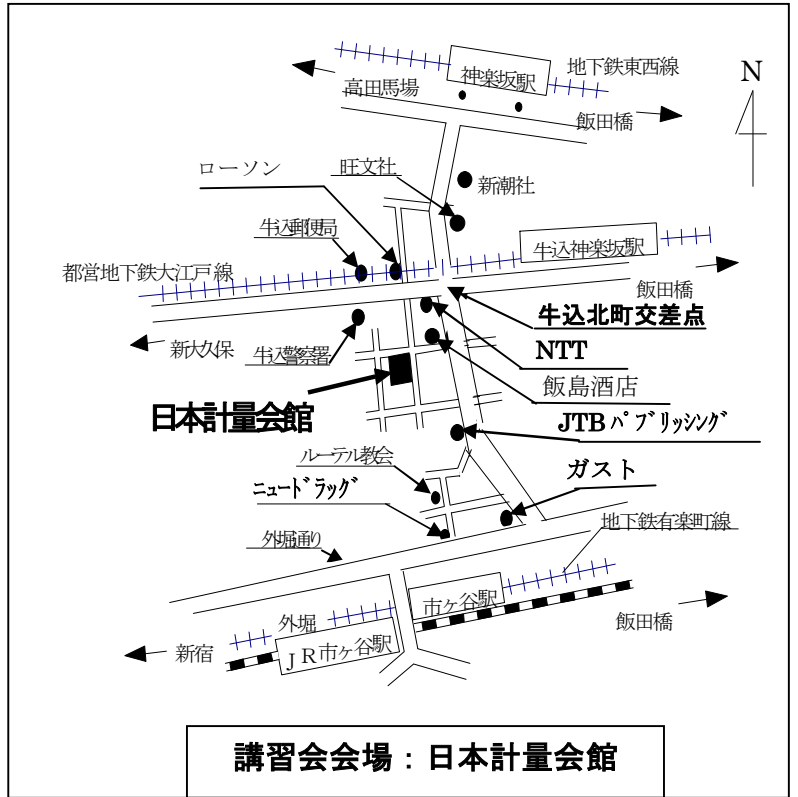 地下鉄東西線
神楽坂駅
高田馬場
飯田橋
N
ローソン
旺文社
新潮社
牛込郵便局
牛込神楽坂駅
都営地下鉄大江戸線
飯田橋
牛込北町交差点
新大久保
牛込警察署
NTT
飯島酒店
日本計量会館
JTBパブリッシング
ルーテル教会
ガスト
ニュードラッグ
地下鉄有楽町線
外堀通り
市ヶ谷駅
飯田橋
外堀
新宿
JR市ヶ谷駅
講習会会場：日本計量会館